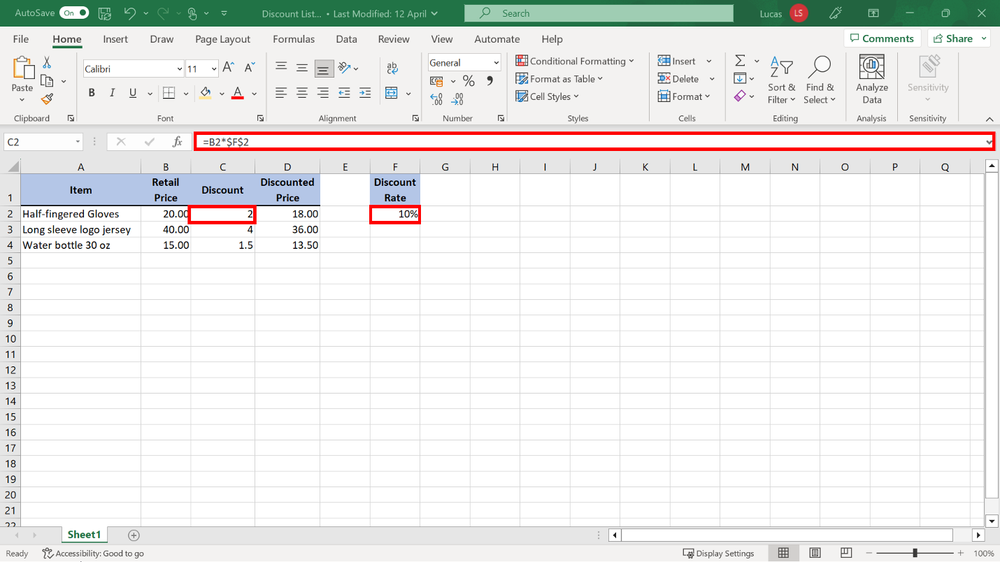 AutoSave On Discount List... • Last Modified: 12 April Search Lucas LS
File Home Insert Draw Page Layout Formulas Data Review View Automate Help Comments Share
Paste
Calibri 11
B I U A
ab
General
% 9
.00
Conditional Formatting
Format as Table
Cell Styles
Insert
Delete
Format
Sort & Filter
Find & Select
Analyze Data
Sensitivity
Clipboard Font Alignment Number Styles Cells Editing Analysis Sensitivity
C2 fx =B2*$F$2
A B C D E F G H I J K L M N O P Q
1 Item Retail Price Discount Discounted Price Discount Rate
2 Half-fingered Gloves 20.00 2 18.00 10%
3 Long sleeve logo jersey 40.00 4 36.00
4 Water bottle 30 oz 15.00 1.5 13.50
5
6
7
8
9
10
11
12
13
14
15
16
17
18
19
20
21
22
Sheet1
Ready Accessibility: Good to go Display Settings 100%